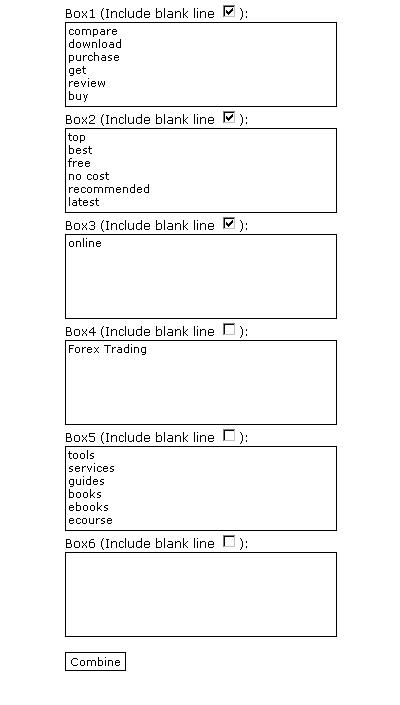 Box1 (Include blank line ):
compare
download
purchase
get
review
buy
Box2 (Include blank line ):
top
best
free
no cost
recommended
latest
Box3 (Include blank line ):
online
Box4 (Include blank line ):
Forex Trading
Box5 (Include blank line ):
tools
services
guides
books
ebooks
ecourse
Box6 (Include blank line ):
Combine